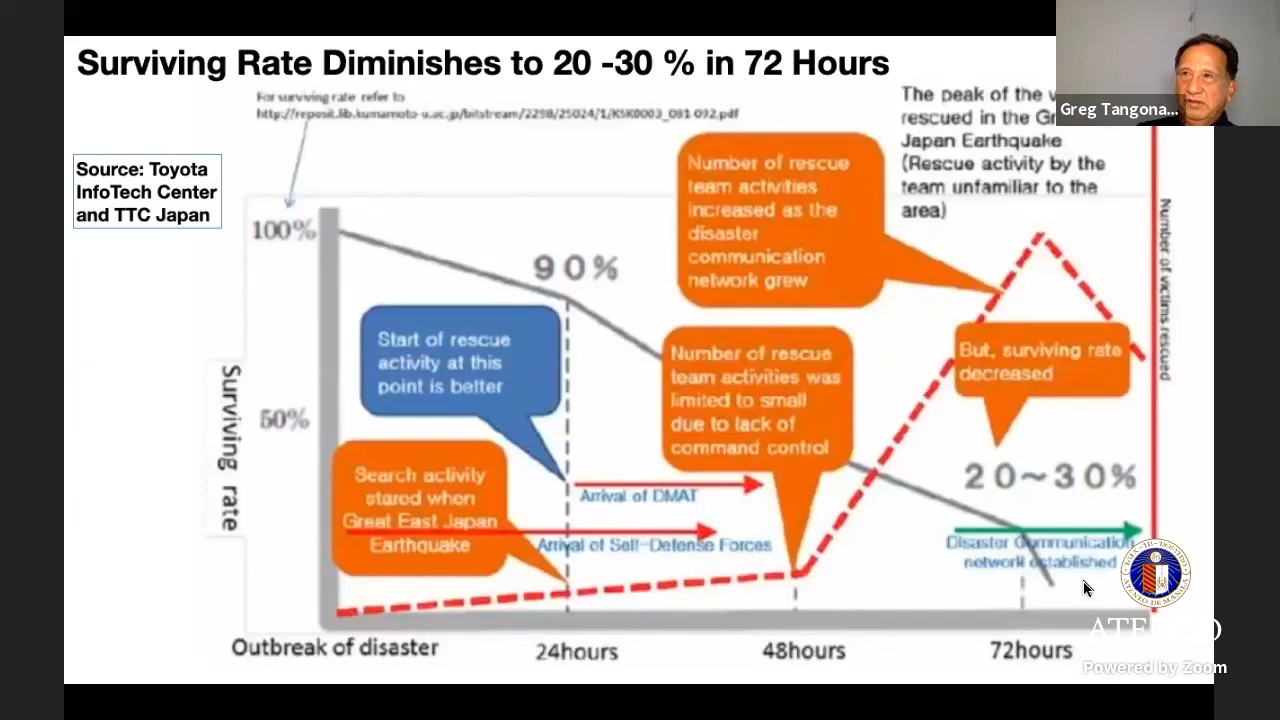 Surviving Rate Diminishes to 20 -30 % in 72 Hours
For surviving rate refer to
http://reposit.lib.kumamoto-u.ac.jp/bitstream/2298/25024/1/KSK0003_091-092.pdf
Source: Toyota
InfoTech Center
and TTC Japan
The peak of the
rescued in the
Japan Earthquake
(Rescue activity by the
team unfamiliar to the
area)
Greg Tangona...
Number of rescue
team activities
increased as the
disaster
communication
network grew
100%
90%
50%
Surviving rate
Number of victims rescued
Start of rescue
activity at this
point is better
Number of rescue
team activities was
limited to small
due to lack of
command control
But, surviving rate
decreased
20~30%
Search activity
stared when
Great East Japan
Earthquake
Arrival of DMAT
Arrival of Self-Defense Forces
Disaster Communication
network established
Outbreak of disaster
24hours
48hours
72hours
ATENEO
Powered by Zoom